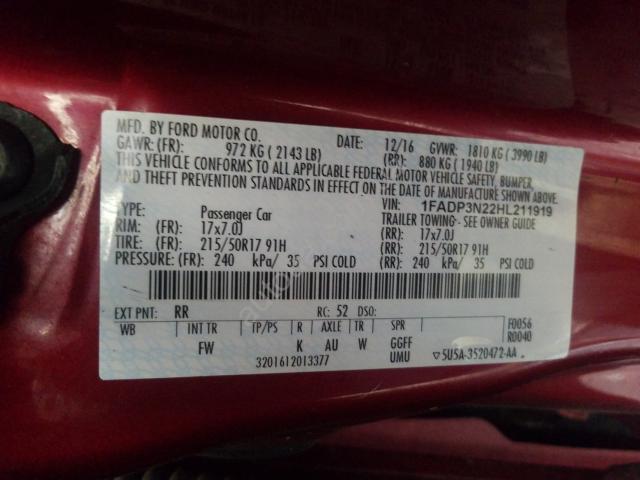 MFD. BY FORD MOTOR CO.
DATE: 12/16 GVWR: 1810 KG ( 3990 LB)
GAWR: (FR): 972 KG ( 2143 LB) (RR): 880 KG ( 1940 LB)
THIS VEHICLE CONFORMS TO ALL APPLICABLE FEDERAL MOTOR VEHICLE SAFETY, BUMPER,
AND THEFT PREVENTION STANDARDS IN EFFECT ON THE DATE OF MANUFACTURE SHOWN ABOVE.
VIN: 1FADP3N22HL211919
TYPE: Passenger Car TRAILER TOWING - SEE OWNER GUIDE
RIM: (FR): 17x7.0J (RR): 17x7.0J
TIRE: (FR): 215/50R17 91H (RR): 215/50R17 91H
PRESSURE: (FR): 240 kPa/ 35 PSI COLD (RR): 240 kPa/ 35 PSI COLD
EXT PNT: RR RC: 52 DSO:
WB INT TR TP/PS R AXLE TR SPR F0056
FW K AU W GGFF R0040
3201612013377 UMU ▽5U5A-3520472-AA